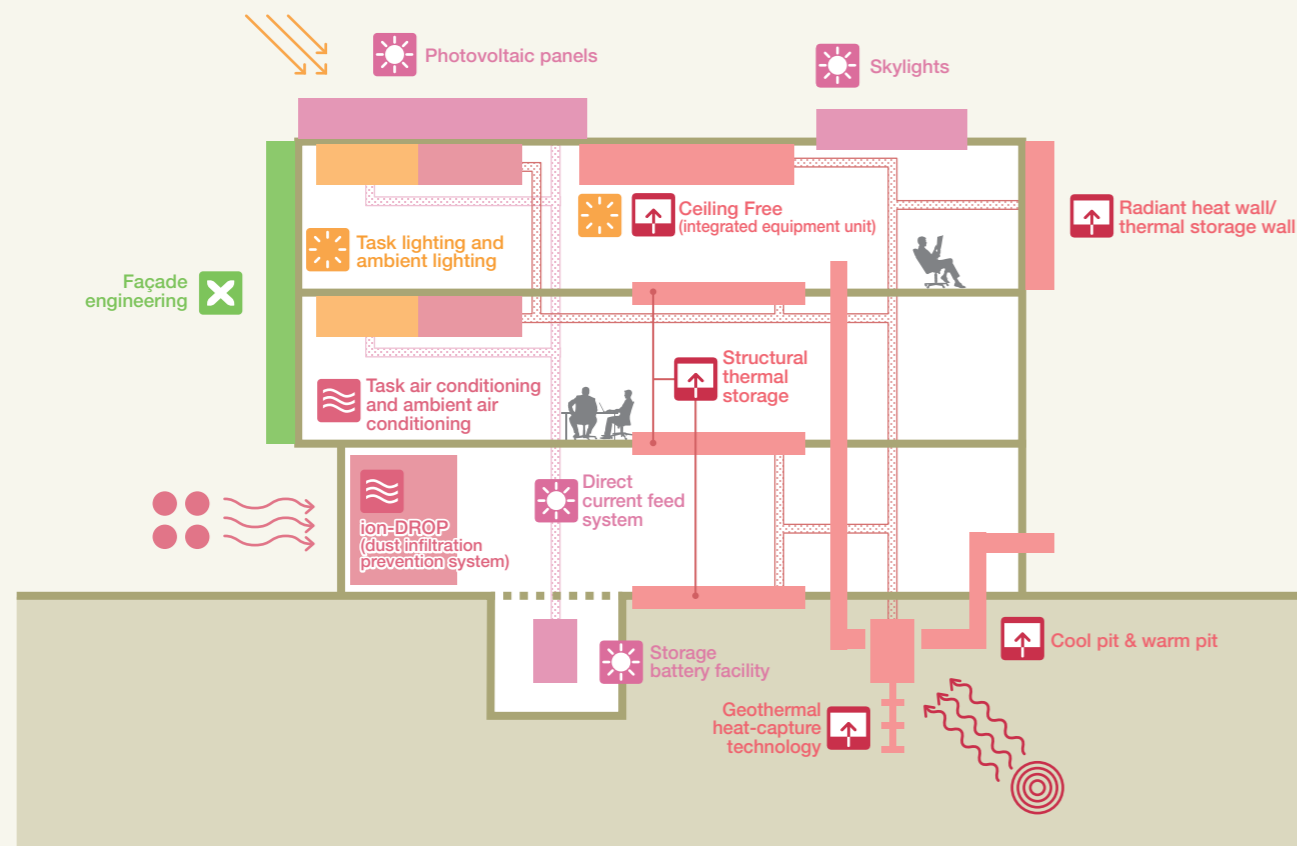 Photovoltaic panels
Skylights
Ceiling Free
(integrated equipment unit)
Radiant heat wall/
thermal storage wall
Task lighting and
ambient lighting
Façade
engineering
Structural
thermal
storage
Task air conditioning
and ambient air
conditioning
Direct
current feed
system
ion-DROP
(dust infiltration
prevention system)
Storage
battery facility
Cool pit & warm pit
Geothermal
heat-capture
technology